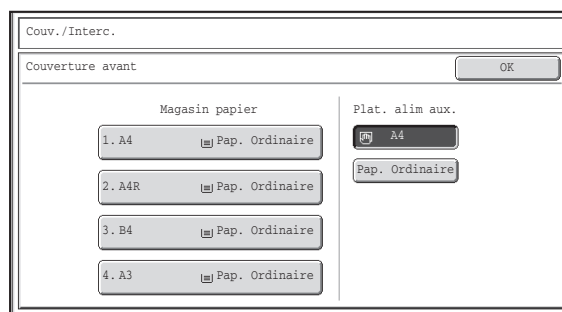 Couv./Interc.
Couverture avant
OK
Magasin papier
1. A4 Pap. Ordinaire
2. A4R Pap. Ordinaire
3. B4 Pap. Ordinaire
4. A3 Pap. Ordinaire
Plat. alim aux.
A4
Pap. Ordinaire